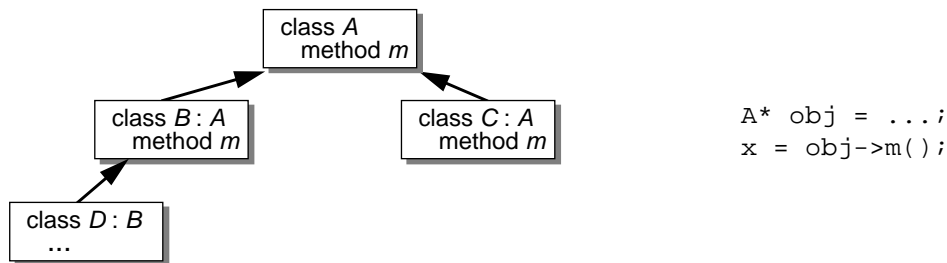 class A
method m
class B : A
method m
class C : A
method m
class D : B
...
A* obj = ...;
x = obj->m();